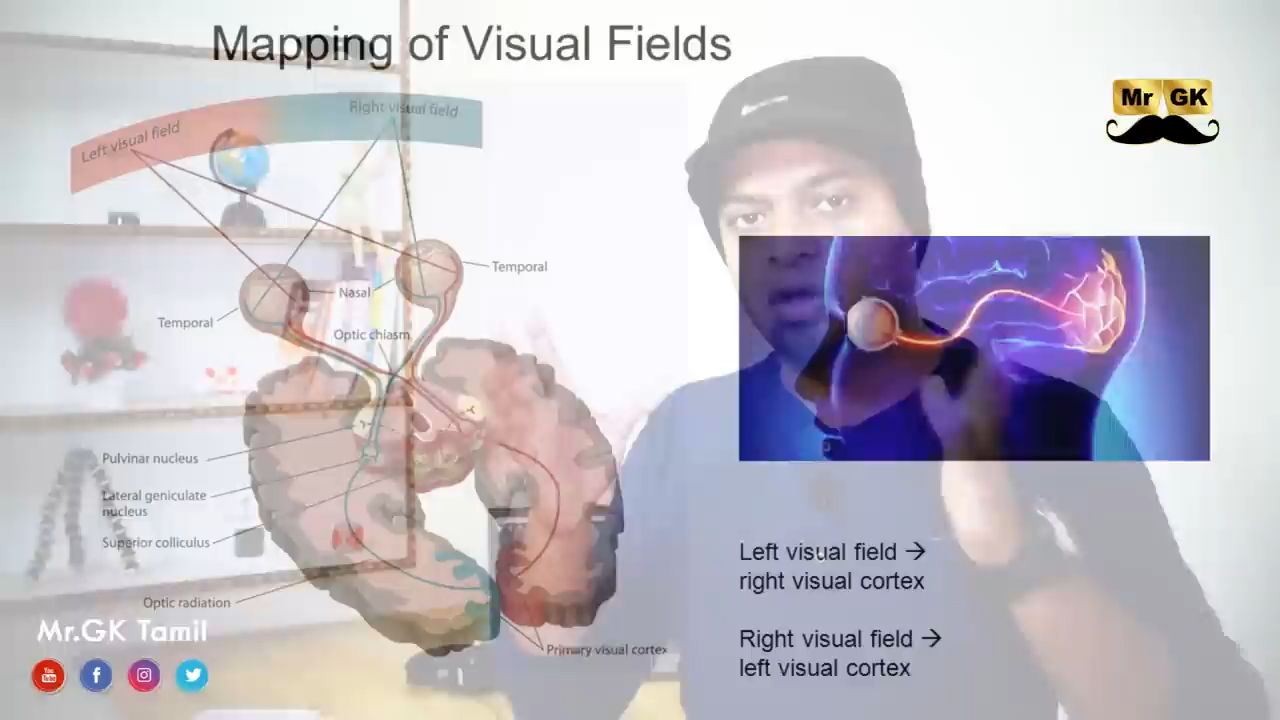 Mapping of Visual Fields
Mr GK
Left visual field
Right visual field
Temporal
Nasal
Temporal
Optic chiasm
Pulvinar nucleus
Lateral geniculate
nucleus
Superior colliculus
Optic radiation
Primary visual cortex
Left visual field →
right visual cortex
Right visual field →
left visual cortex
Mr.GK Tamil
You
Tube